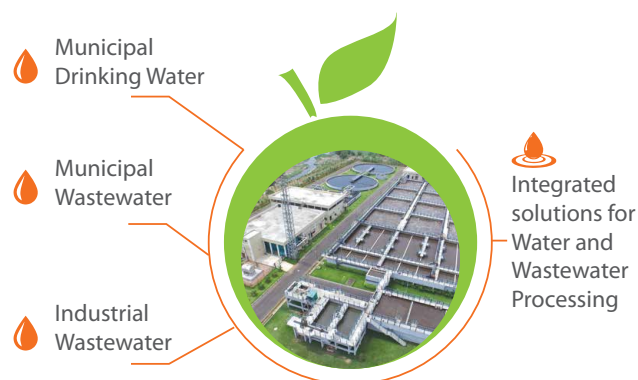 Municipal
Drinking Water
Municipal
Wastewater
Industrial
Wastewater
Integrated
solutions for
Water and
Wastewater
Processing